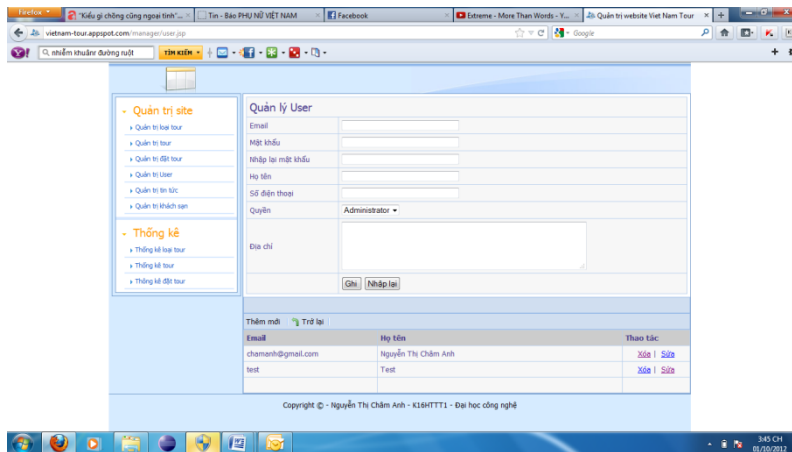 Firefox
"Kiểu gì chồng cũng ngoại tình"...
Tin - Báo PHỤ NỮ VIỆT NAM
Facebook
Extreme - More Than Words - Y...
Quản trị website Viet Nam Tour
vietnam-tour.appspot.com/manager/user.jsp
Google
nhiễm khuẩnr đường ruột
TÌM KIẾM
Quản trị site
Quản trị loại tour
Quản trị tour
Quản trị đặt tour
Quản trị User
Quản trị tin tức
Quản trị khách sạn
Thống kê
Thống kê loại tour
Thống kê tour
Thống kê đặt tour
Quản lý User
Email
Mật khẩu
Nhập lại mật khẩu
Họ tên
Số điện thoại
Quyền Administrator
Địa chỉ
Ghi Nhập lại
Thêm mới Trở lại
Email Họ tên Thao tác
chamanh@gmail.com Nguyễn Thị Châm Anh Xóa | Sửa
test Test Xóa | Sửa
Copyright © - Nguyễn Thị Châm Anh - K16HTTT1 - Đại học công nghệ
3:45 CH
01/10/2012